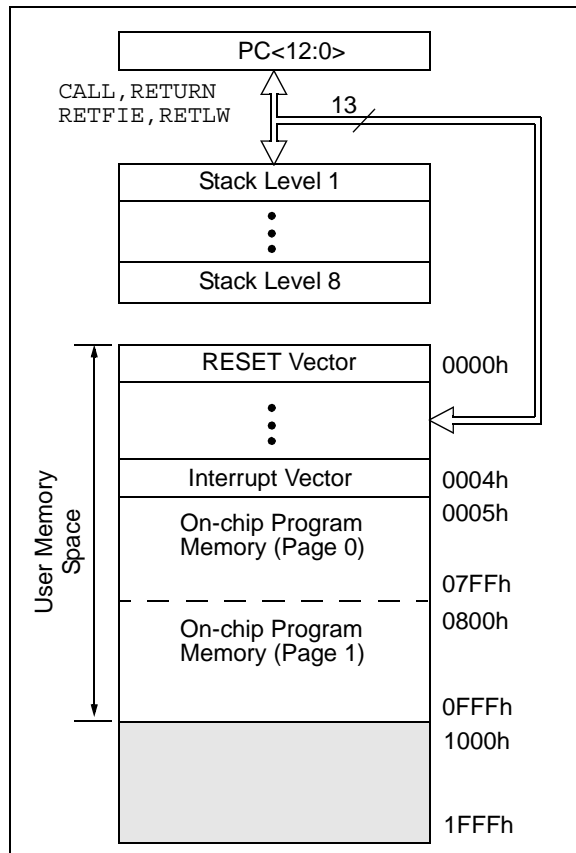 PC<12:0>
CALL,RETURN
RETFIE,RETLW
13
Stack Level 1
Stack Level 8
RESET Vector
0000h
Interrupt Vector
0004h
0005h
On-chip Program
Memory (Page 0)
07FFh
0800h
On-chip Program
Memory (Page 1)
0FFFh
1000h
1FFFh
User Memory
Space